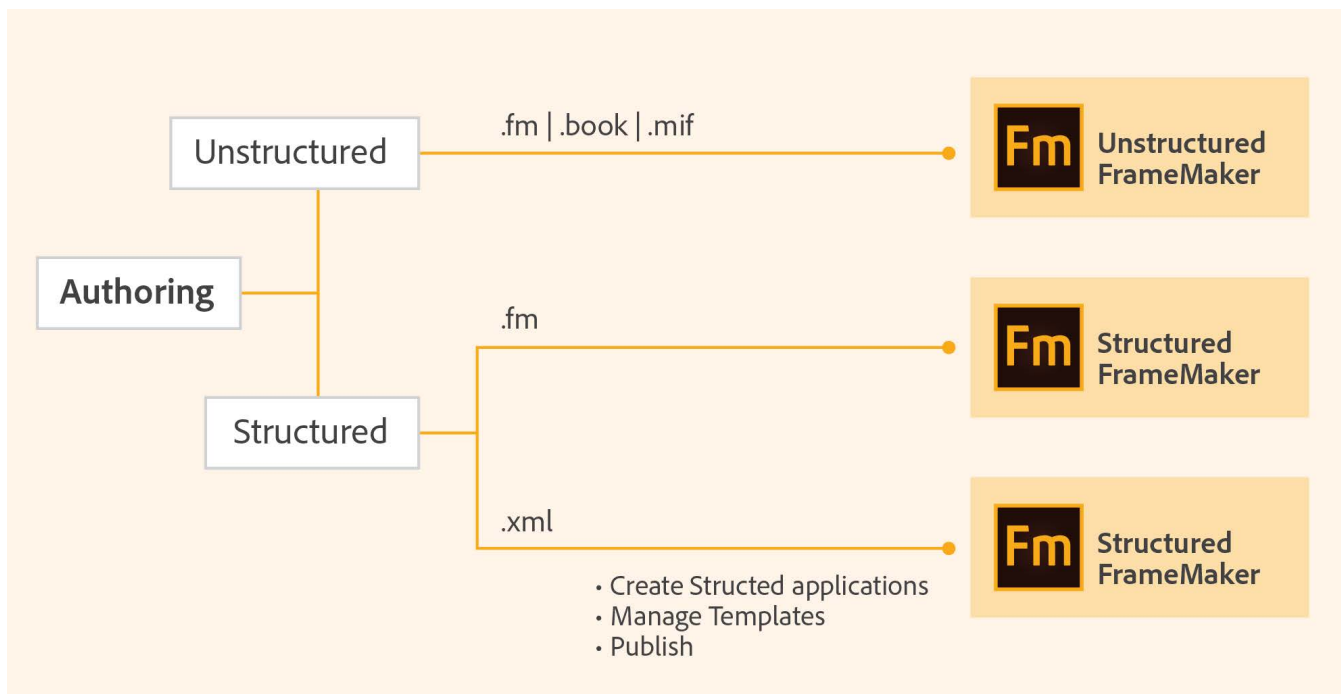 .fm | .book | .mif
Unstructured
Fm
Unstructured
FrameMaker
Authoring
.fm
Fm
Structured
FrameMaker
Structured
.xml
Fm
Structured
FrameMaker
• Create Structed applications
• Manage Templates
• Publish